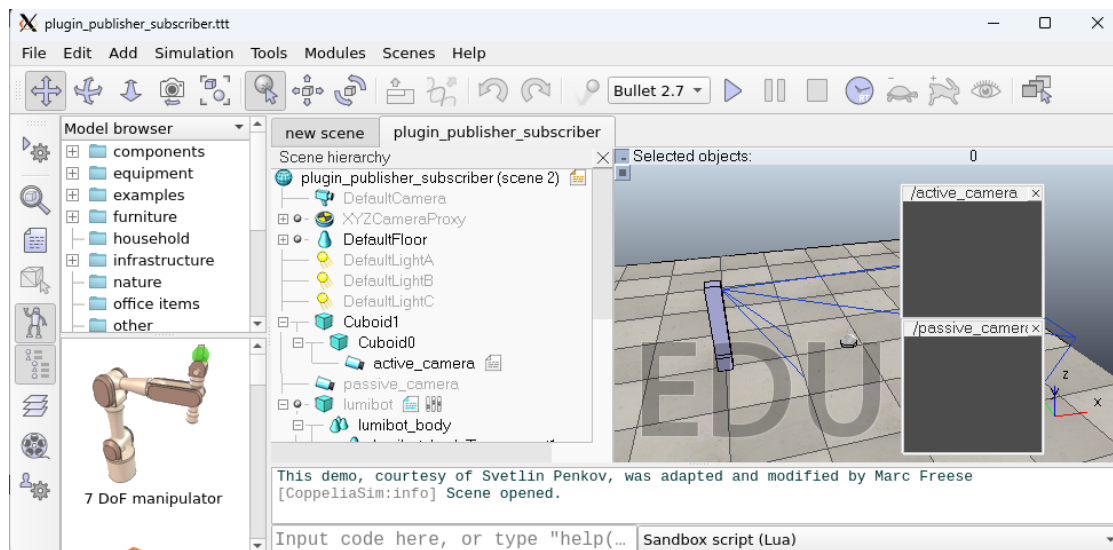 plugin_publisher_subscriber.ttt
File Edit Add Simulation Tools Modules Scenes Help
Bullet 2.7
RT
Model browser
components
equipment
examples
furniture
household
infrastructure
nature
office items
other
7 DoF manipulator
new scene
plugin_publisher_subscriber
Scene hierarchy
plugin_publisher_subscriber (scene 2)
DefaultCamera
XYZCameraProxy
DefaultFloor
DefaultLightA
DefaultLightB
DefaultLightC
Cuboid1
Cuboid0
active_camera
passive_camera
lumibot
lumibot_body
Selected objects: 0
/active_camera
/passive_camera
EDU
z
x
This demo, courtesy of Svetlin Penkov, was adapted and modified by Marc Freese
[CoppeliaSim:info] Scene opened.
Input code here, or type "help(…
Sandbox script (Lua)